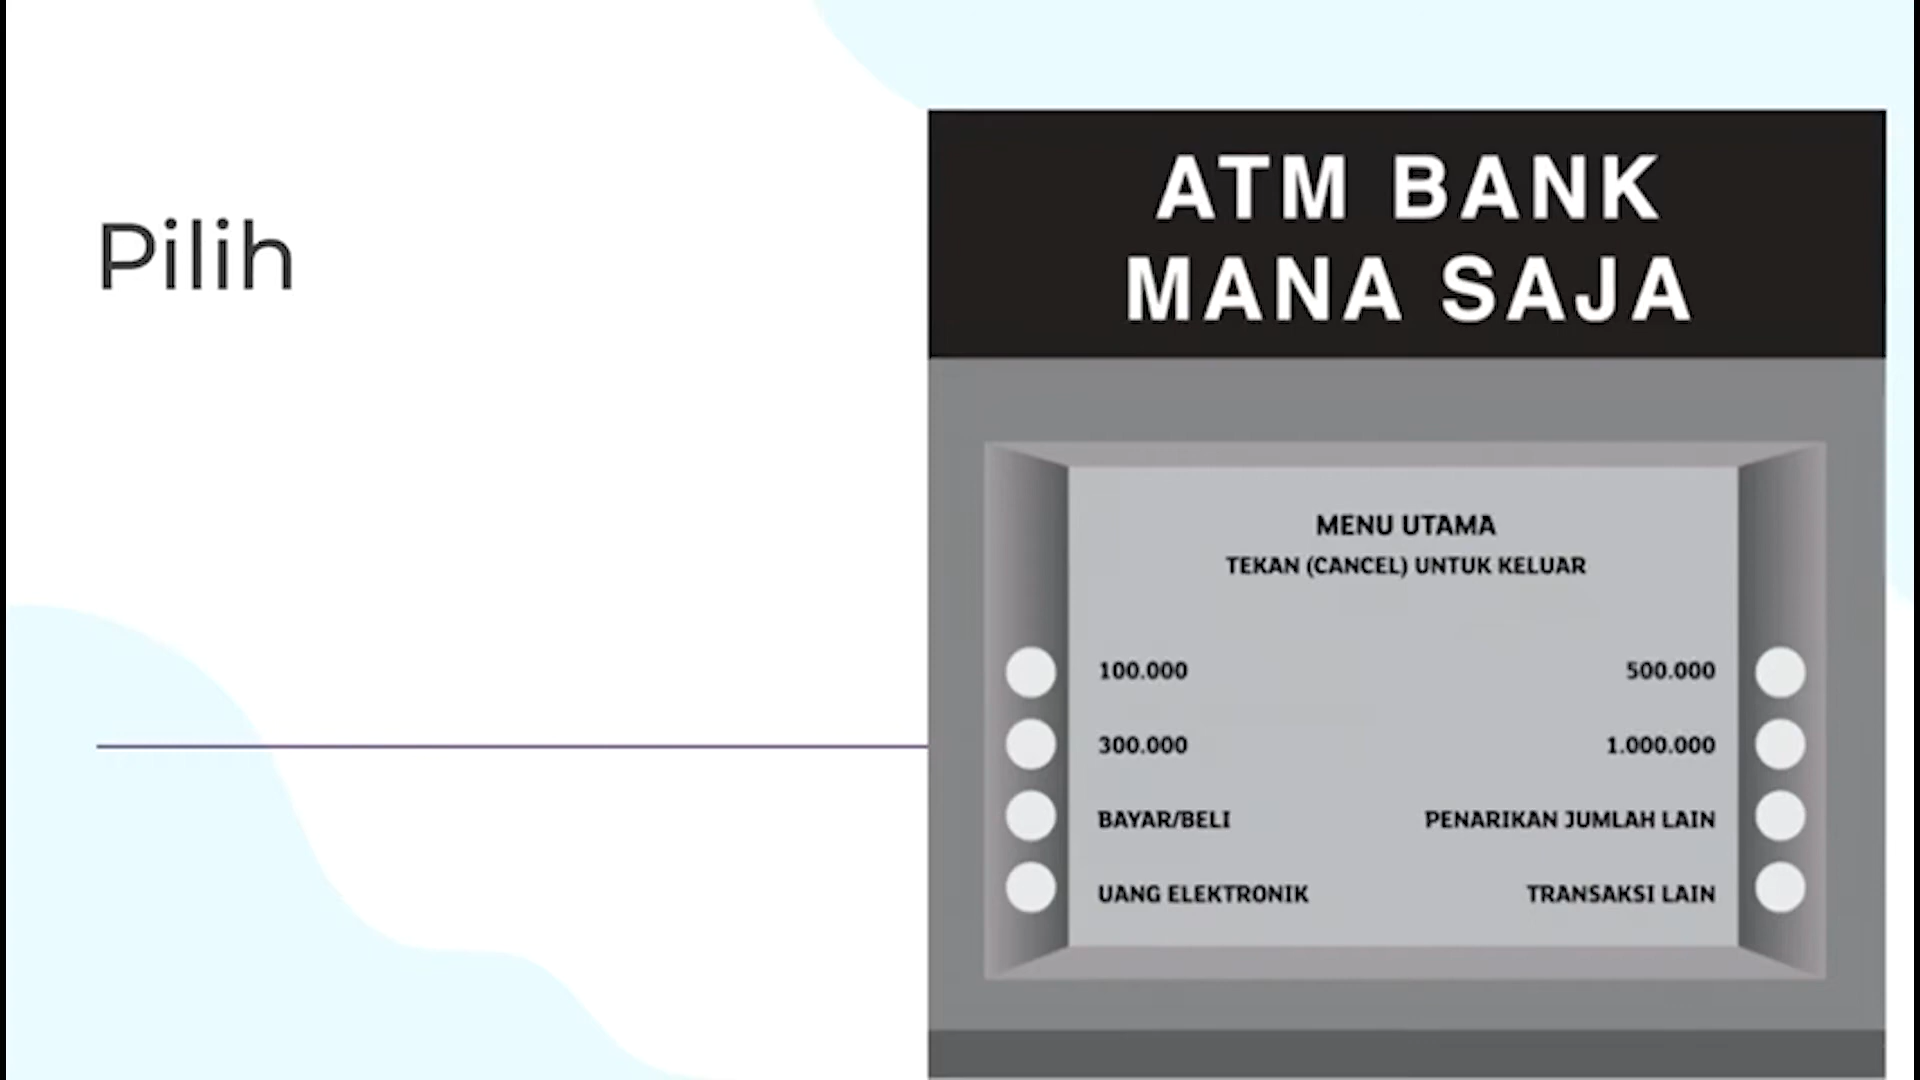 Pilih
ATM BANK
MANA SAJA
MENU UTAMA
TEKAN (CANCEL) UNTUK KELUAR
100.000
500.000
300.000
1.000.000
BAYAR/BELI
PENARIKAN JUMLAH LAIN
UANG ELEKTRONIK
TRANSAKSI LAIN